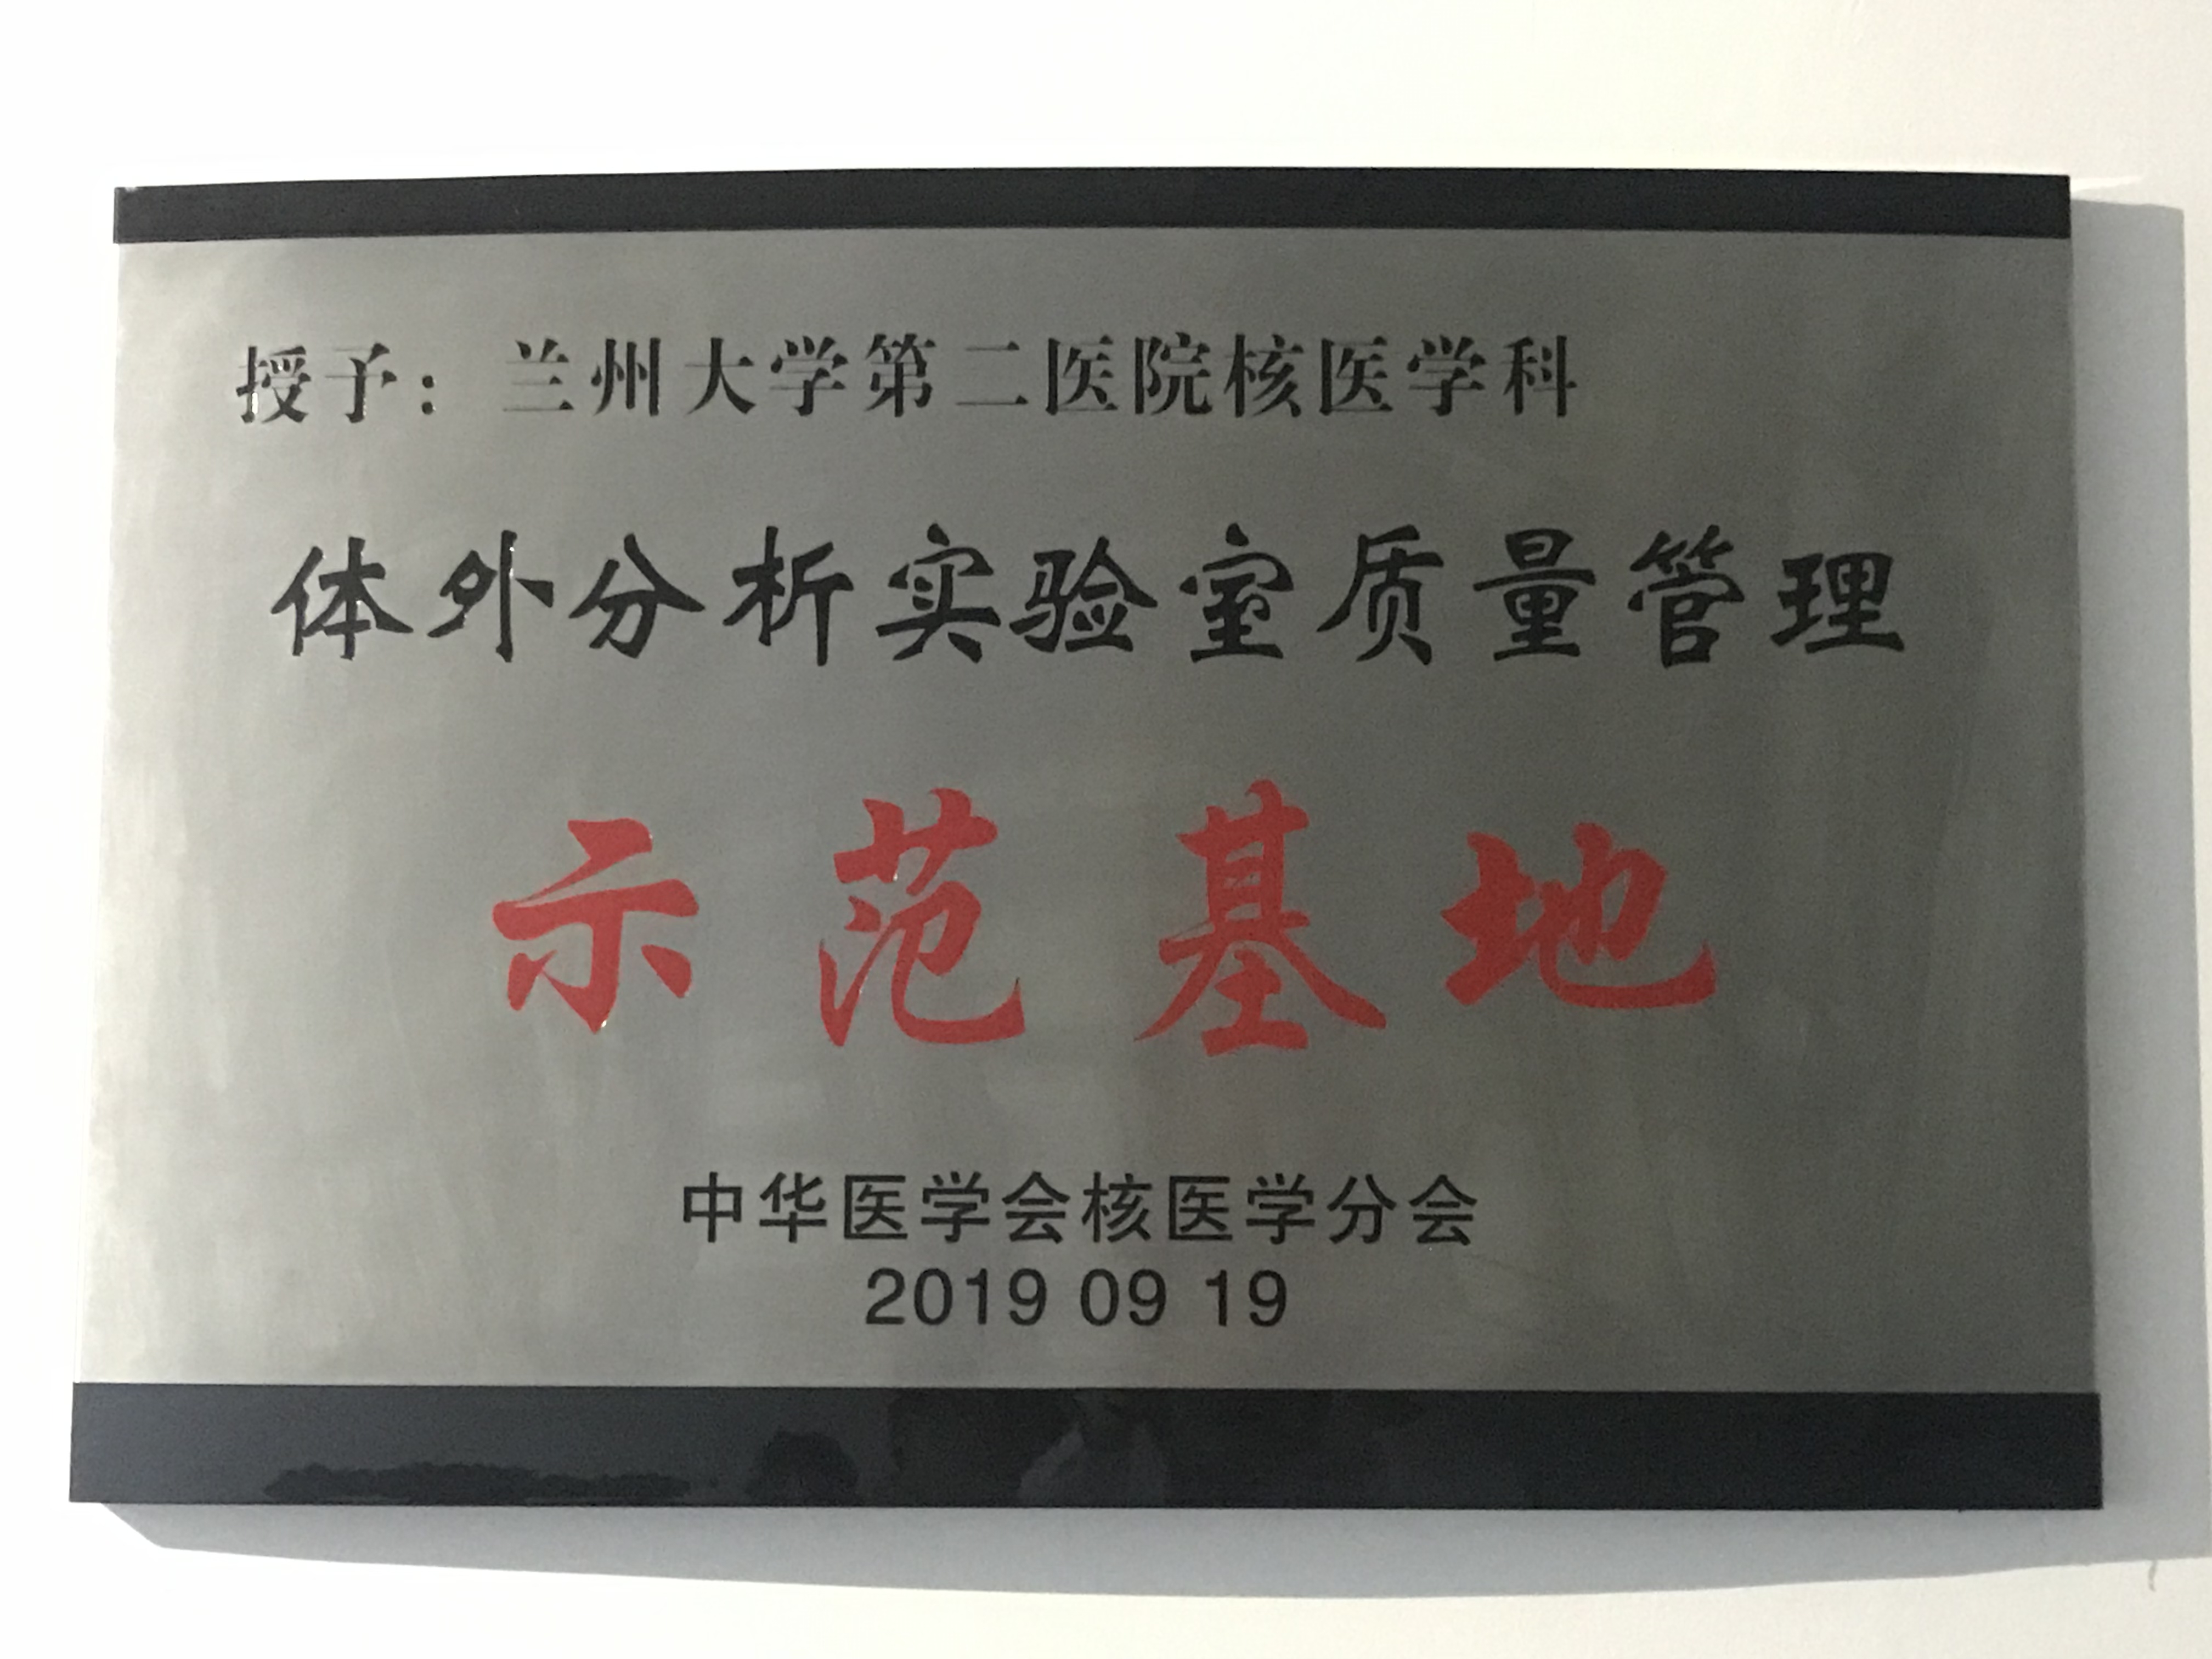 授予：兰州大学第二医院核医学科
体外分析实验室质量管理
示范基地
中华医学会核医学分会
2019 09 19